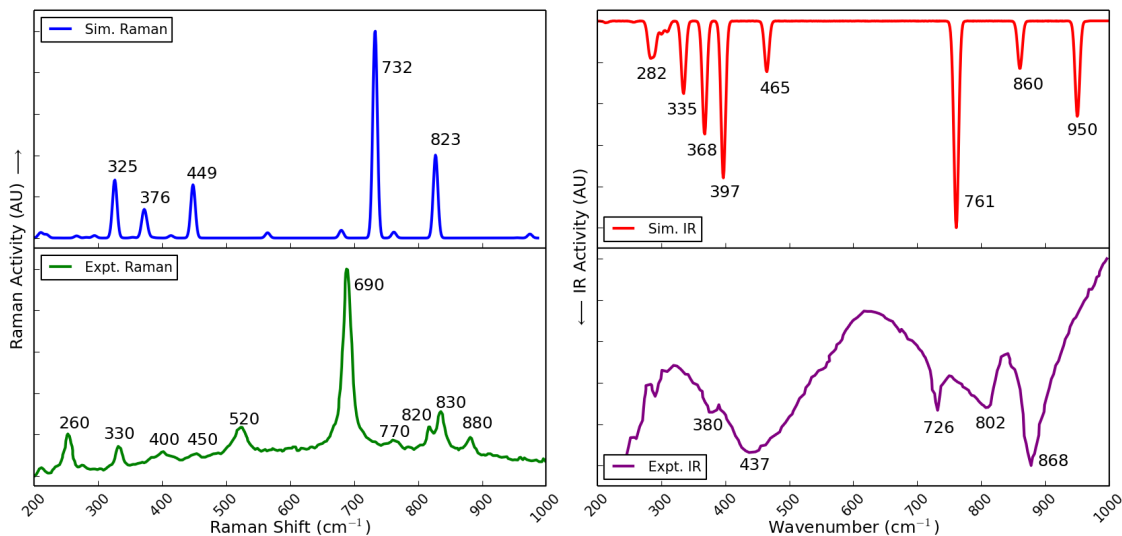 Sim. Raman
732
823
325
376
449
Expt. Raman
690
260
330
400
450
520
770
820
830
880
200 300 400 500 600 700 800 900 1000
Raman Shift (cm⁻¹)
Raman Activity (AU) →
282
335
368
397
465
761
860
950
Sim. IR
380
437
726
802
868
Expt. IR
200 300 400 500 600 700 800 900 1000
Wavenumber (cm⁻¹)
← IR Activity (AU)